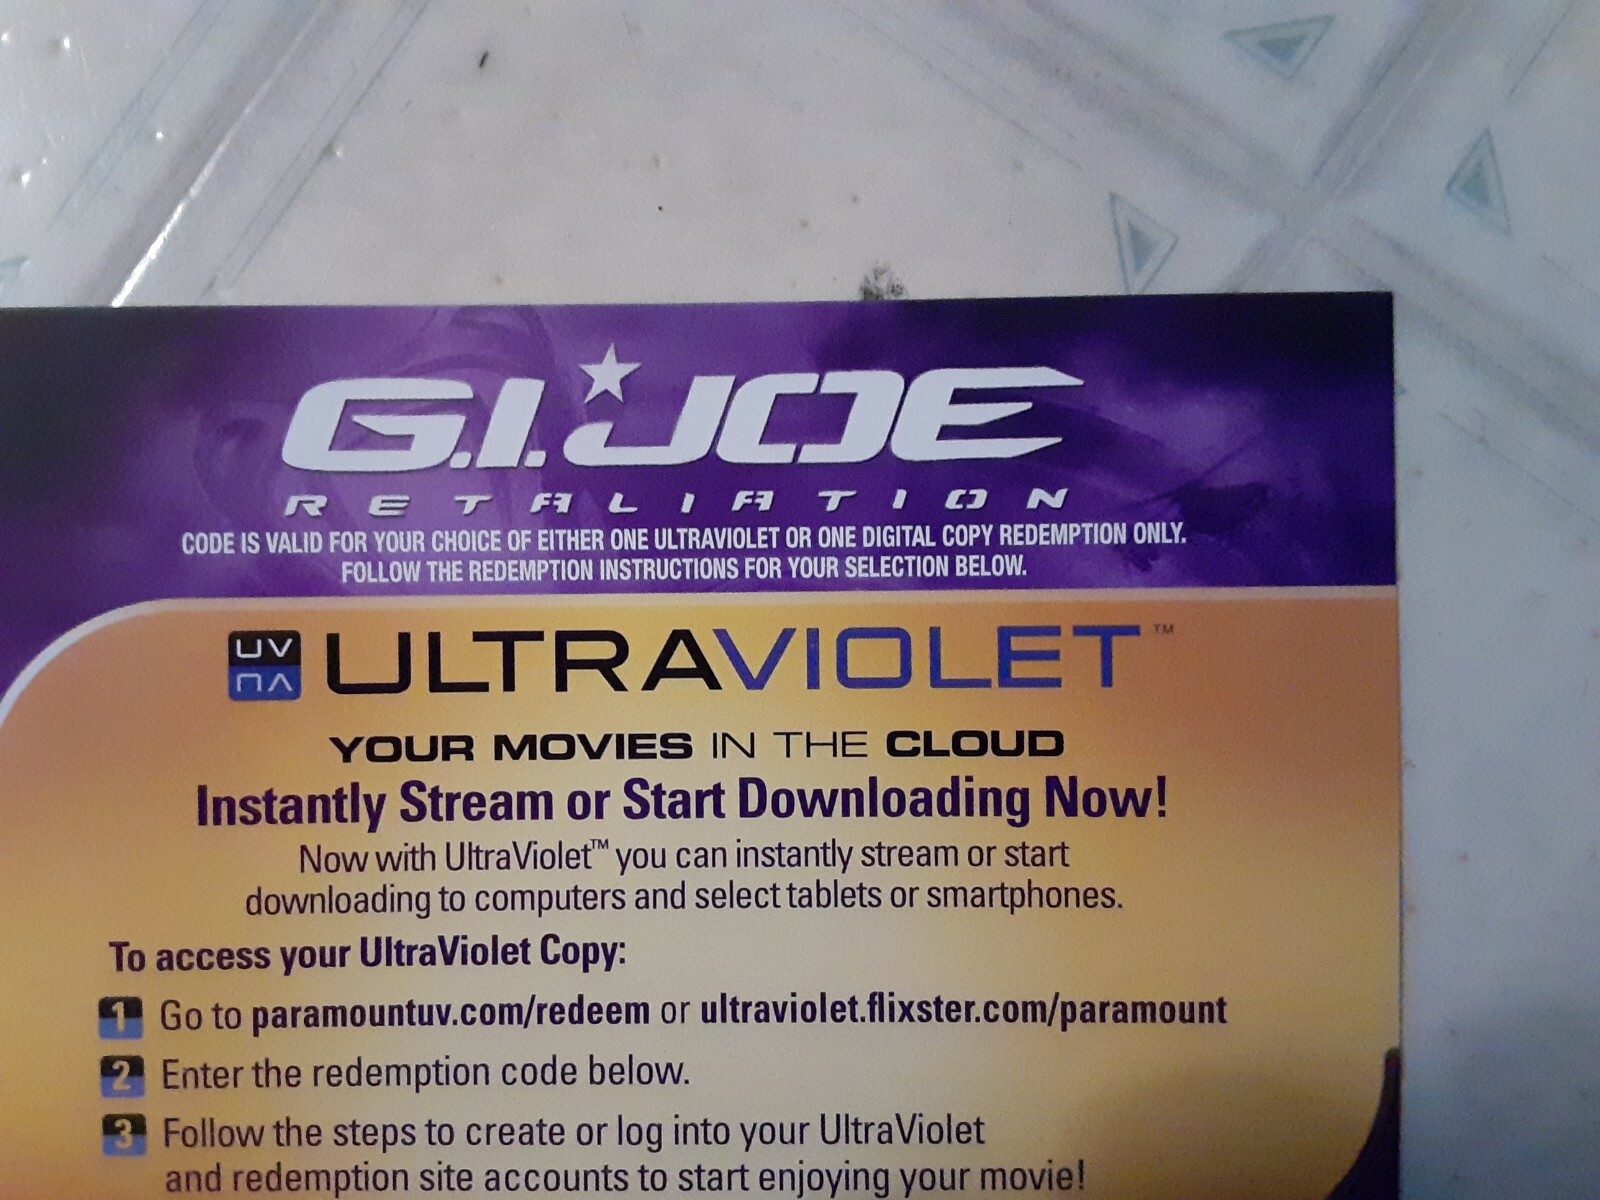 G.I.JOE
RETALIATION
CODE IS VALID FOR YOUR CHOICE OF EITHER ONE ULTRAVIOLET OR ONE DIGITAL COPY REDEMPTION ONLY.
FOLLOW THE REDEMPTION INSTRUCTIONS FOR YOUR SELECTION BELOW.
UV ULTRAVIOLET™
UV
YOUR MOVIES IN THE CLOUD
Instantly Stream or Start Downloading Now!
Now with UltraViolet™ you can instantly stream or start
downloading to computers and select tablets or smartphones.
To access your UltraViolet Copy:
1 Go to paramountuv.com/redeem or ultraviolet.flixster.com/paramount
2 Enter the redemption code below.
3 Follow the steps to create or log into your UltraViolet
and redemption site accounts to start enjoying your movie!